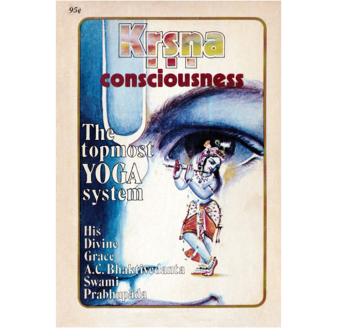 95¢
Krsna
consciousness
The
topmost
YOGA
system
His
Divine
Grace
A.C. Bhaktivedanta
Swami
Prabhupada